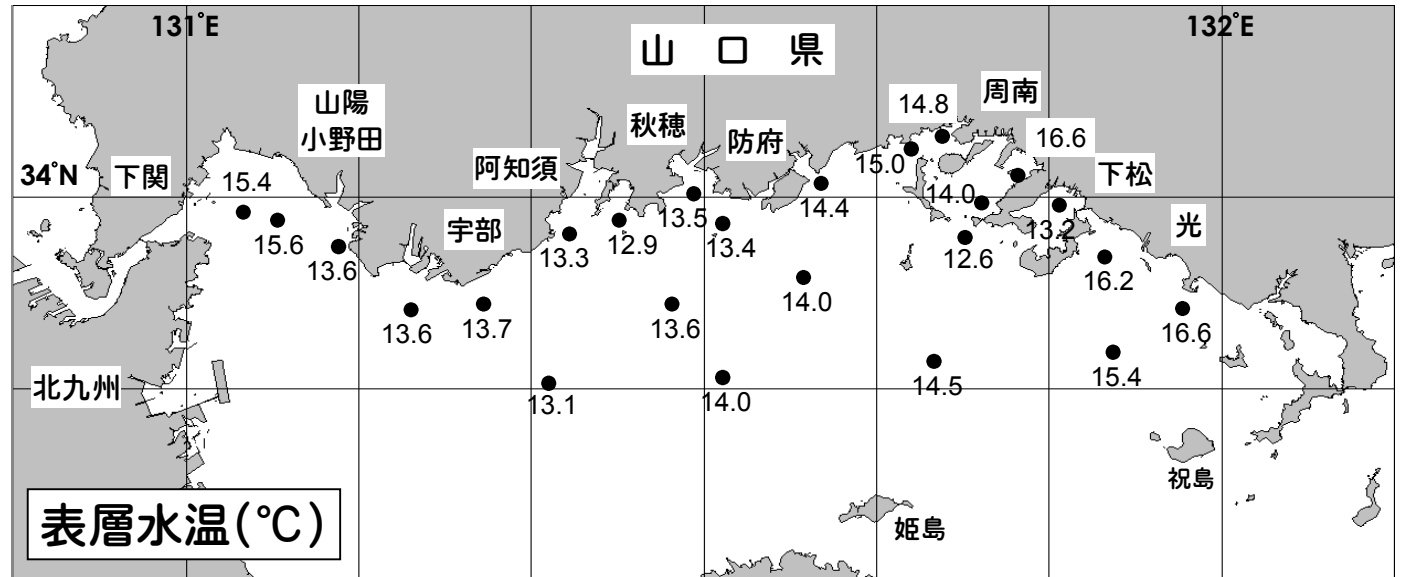 131°E
132°E
山 口 県
山陽
小野田
秋穂
防府
14.8
周南
16.6
34°N
下関
阿知須
15.0
下松
15.4
14.0
14.4
13.5
13.2
光
宇部
15.6
13.6
13.3
12.9
13.4
12.6
16.2
14.0
13.6
13.7
13.6
16.6
北九州
13.1
14.0
14.5
15.4
祝島
姫島
表層水温(℃)